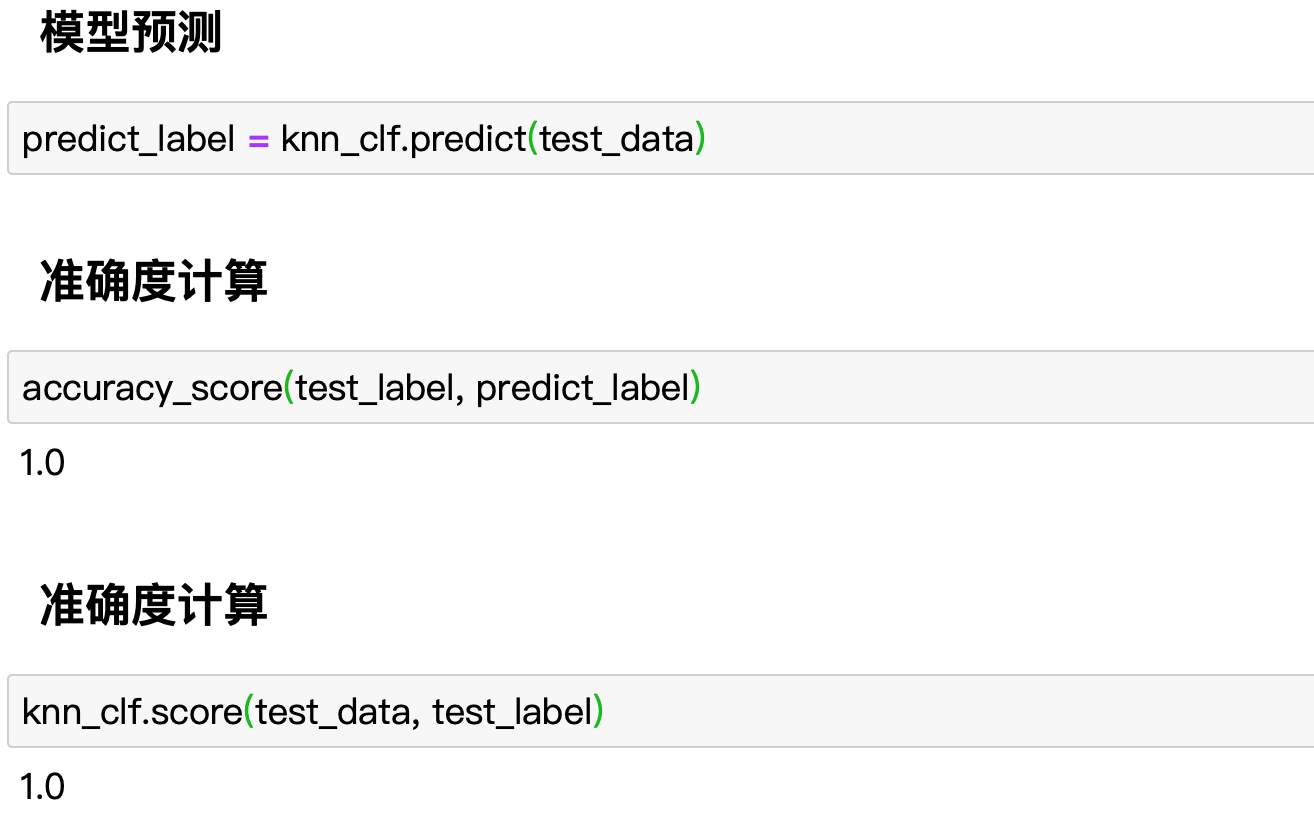 模型预测
predict_label = knn_clf.predict(test_data)
准确度计算
accuracy_score(test_label, predict_label)
1.0
准确度计算
knn_clf.score(test_data, test_label)
1.0